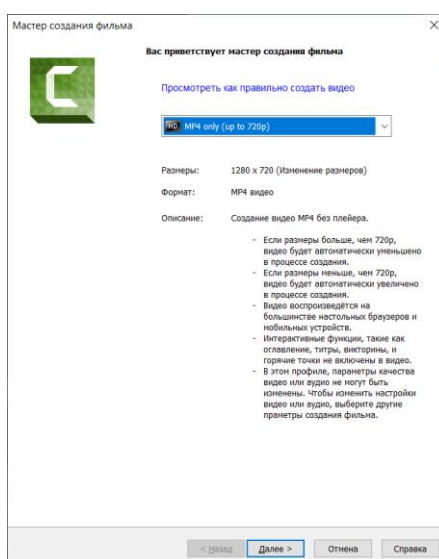 Мастер создания фильма
Вас приветствует мастер создания фильма
Просмотреть как правильно создать видео
HD MP4 only (up to 720p)
Размеры: 1280 x 720 (Изменение размеров)
Формат: MP4 видео
Описание: Создание видео MP4 без плейера.
- Если размеры больше, чем 720p,
видео будет автоматически уменьшено
в процессе создания.
- Если размеры меньше, чем 720p,
видео будет автоматически увеличено
в процессе создания.
- Видео воспроизведётся на
большинстве настольных браузеров и
мобильных устройств.
- Интерактивные функции, такие как
оглавление, титры, викторины, и
горячие точки не включены в видео.
- В этом профиле, параметры качества
видео или аудио не могут быть
изменены. Чтобы изменить настройки
видео или аудио, выберите другие
праметры создания фильма.
< Назад Далее > Отмена Справка